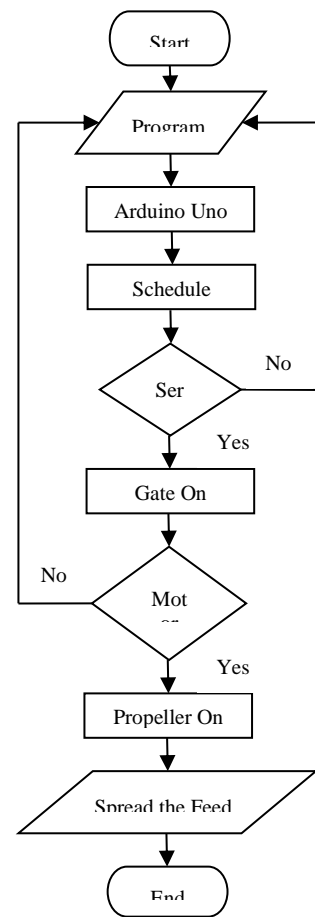 Start
Program
Arduino Uno
Schedule
Ser
No
Yes
Gate On
No
Mot
or
Yes
Propeller On
Spread the Feed
End